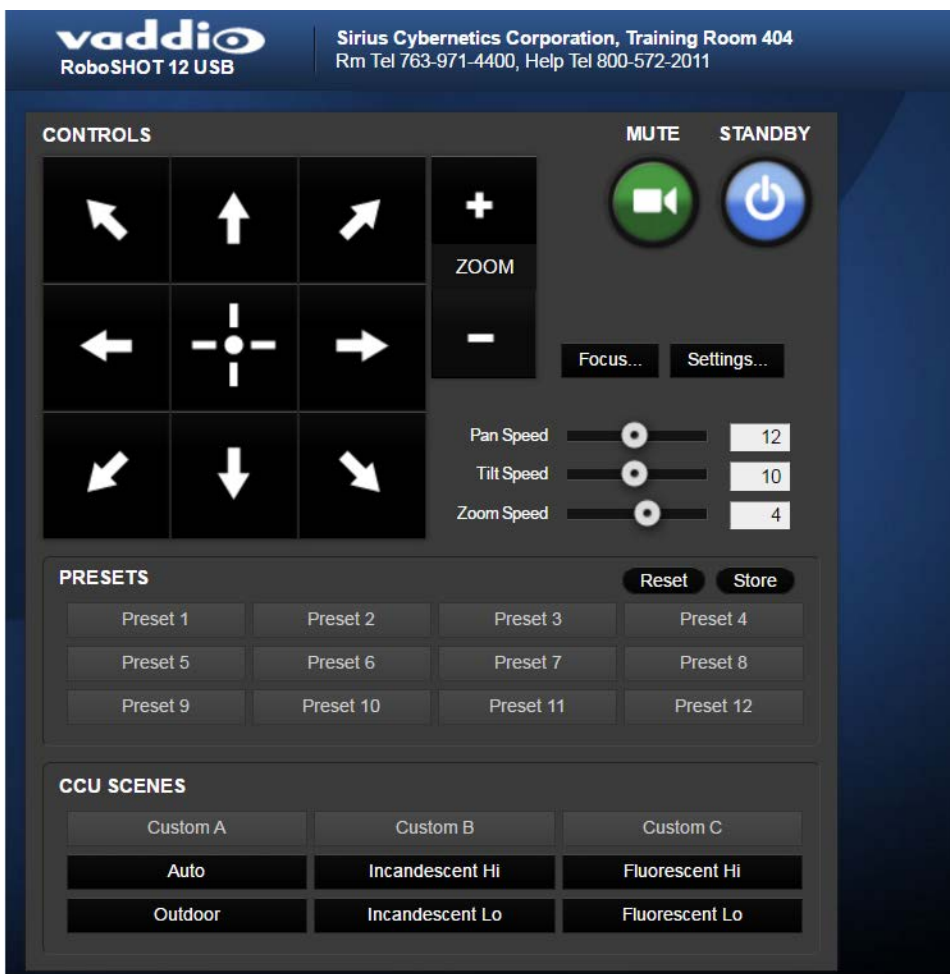 vaddio
RoboSHOT 12 USB
Sirius Cybernetics Corporation, Training Room 404
Rm Tel 763-971-4400, Help Tel 800-572-2011
CONTROLS
MUTE STANDBY
+
ZOOM
-
Focus... Settings...
Pan Speed 12
Tilt Speed 10
Zoom Speed 4
PRESETS
Reset Store
Preset 1 Preset 2 Preset 3 Preset 4
Preset 5 Preset 6 Preset 7 Preset 8
Preset 9 Preset 10 Preset 11 Preset 12
CCU SCENES
Custom A Custom B Custom C
Auto Incandescent Hi Fluorescent Hi
Outdoor Incandescent Lo Fluorescent Lo